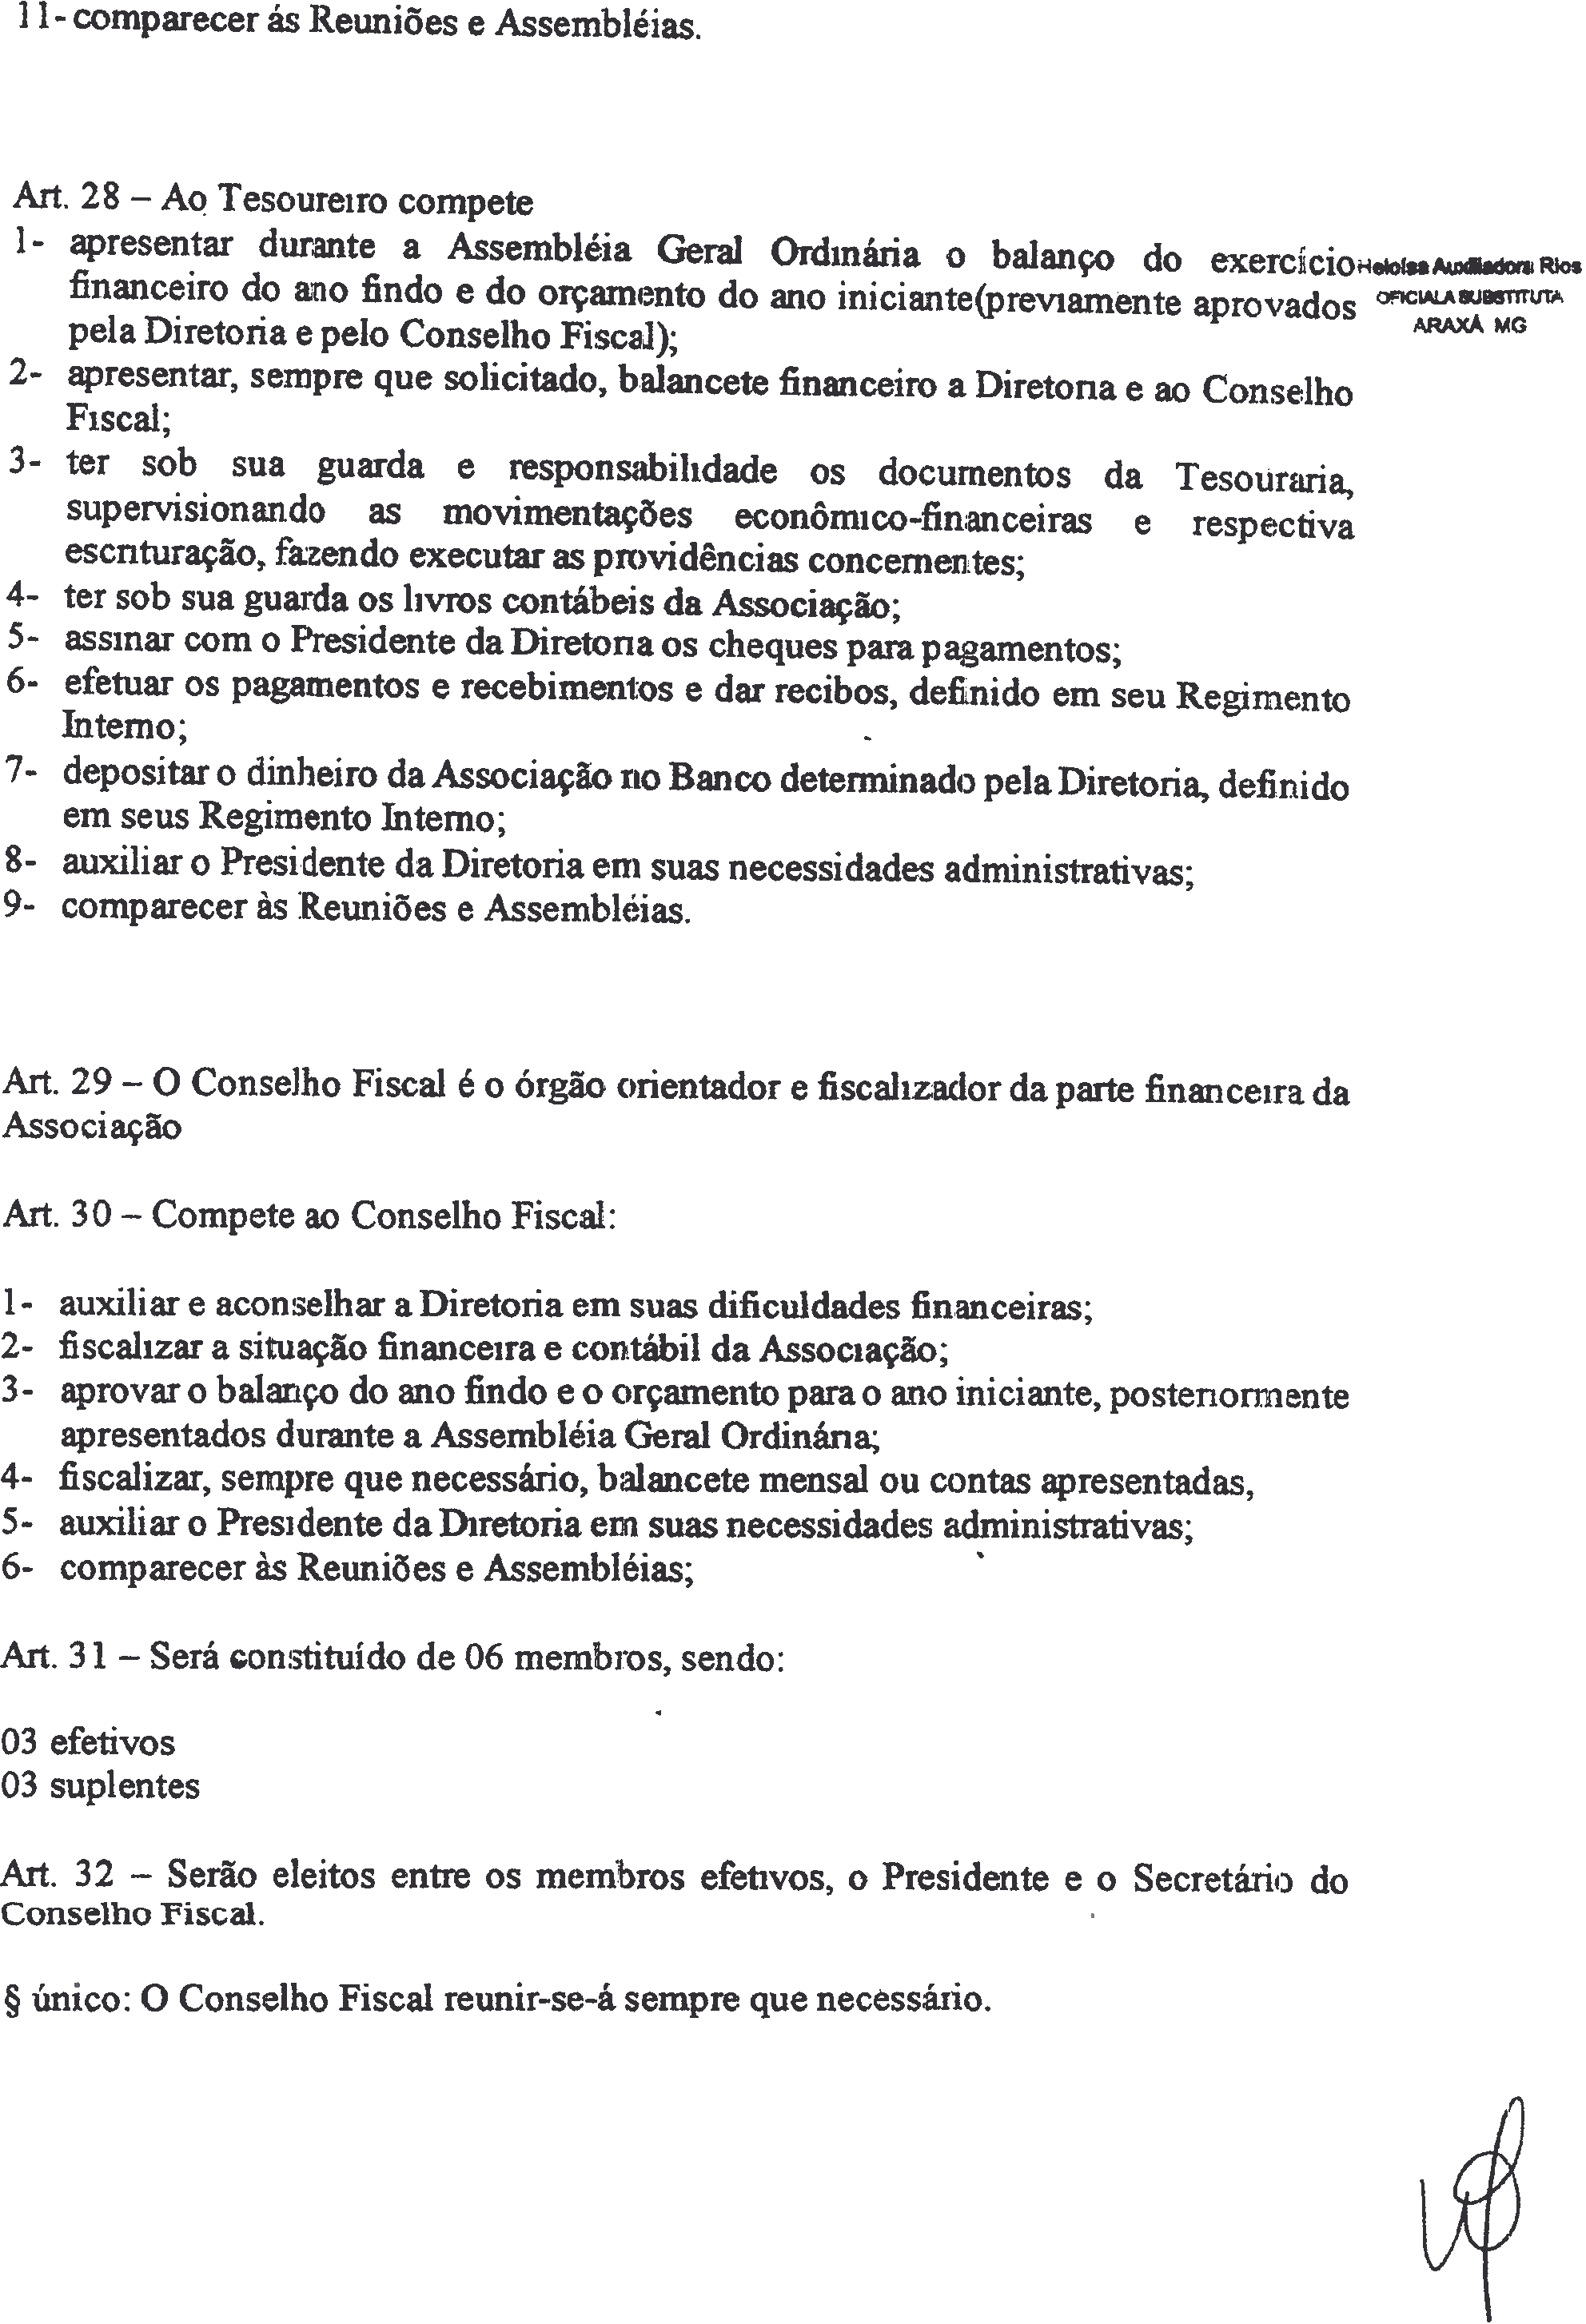 11- comparecer ás Reuniões e Assembléias.
Art. 28 – Ao Tesoureiro compete
1- apresentar durante a Assembléia Geral Ordinária o balanço do exercício
financeiro do ano findo e do orçamento do ano iniciante(previamente aprovados
pela Diretoria e pelo Conselho Fiscal);
Heloísa Auxiliadora Rios
OFICIALA SUBSTITUTA
ARAXÁ MG
2- apresentar, sempre que solicitado, balancete financeiro a Diretoria e ao Conselho
Fiscal;
3- ter sob sua guarda e responsabilidade os documentos da Tesouraria,
supervisionando as movimentações econômico-financeiras e respectiva
escrituração, fazendo executar as providências concernentes;
4- ter sob sua guarda os livros contábeis da Associação;
5- assinar com o Presidente da Diretoria os cheques para pagamentos;
6- efetuar os pagamentos e recebimentos e dar recibos, definido em seu Regimento
Interno;
7- depositar o dinheiro da Associação no Banco determinado pela Diretoria, definido
em seus Regimento Interno;
8- auxiliar o Presidente da Diretoria em suas necessidades administrativas;
9- comparecer às Reuniões e Assembléias.
Art. 29 – O Conselho Fiscal é o órgão orientador e fiscalizador da parte financeira da
Associação
Art. 30 – Compete ao Conselho Fiscal:
1- auxiliar e aconselhar a Diretoria em suas dificuldades financeiras;
2- fiscalizar a situação financeira e contábil da Associação;
3- aprovar o balanço do ano findo e o orçamento para o ano iniciante, posteriormente
apresentados durante a Assembléia Geral Ordinária;
4- fiscalizar, sempre que necessário, balancete mensal ou contas apresentadas,
5- auxiliar o Presidente da Diretoria em suas necessidades administrativas;
6- comparecer às Reuniões e Assembléias;
Art. 31 – Será constituído de 06 membros, sendo:
03 efetivos
03 suplentes
Art. 32 – Serão eleitos entre os membros efetivos, o Presidente e o Secretário do
Conselho Fiscal.
§ único: O Conselho Fiscal reunir-se-á sempre que necessário.